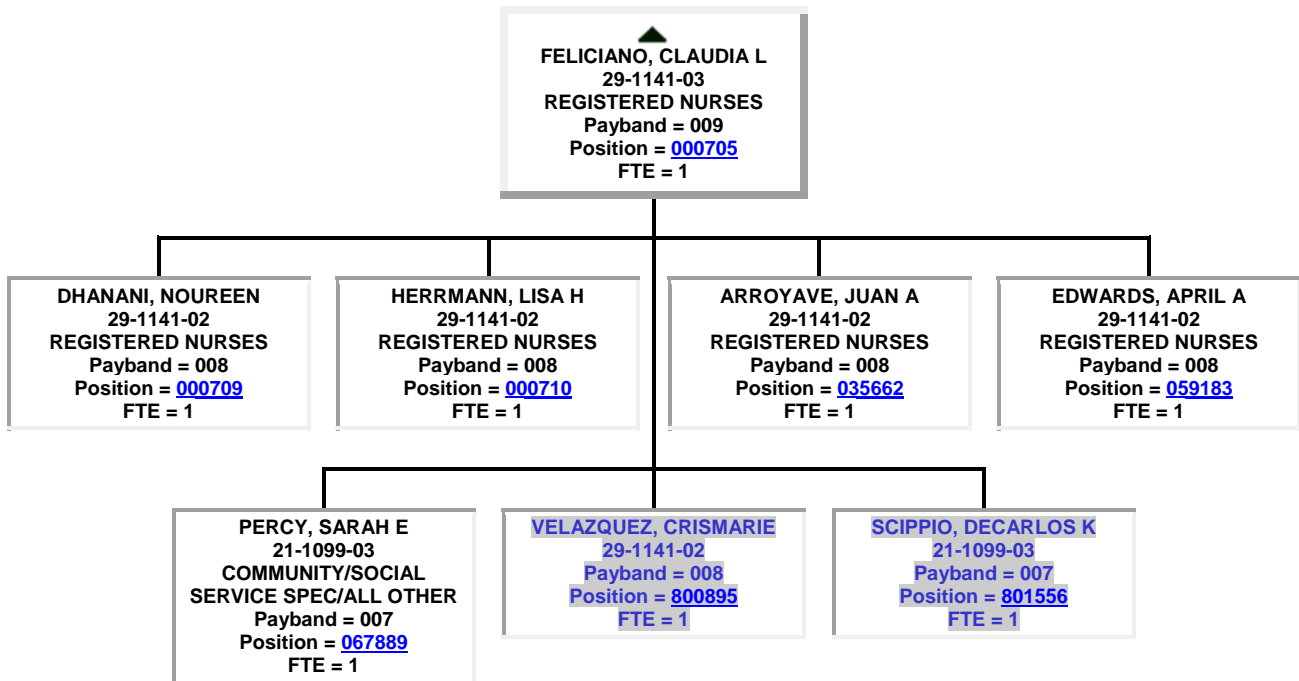 FELICIANO, CLAUDIA L
29-1141-03
REGISTERED NURSES
Payband = 009
Position = 000705
FTE = 1
DHANANI, NOUREEN
29-1141-02
REGISTERED NURSES
Payband = 008
Position = 000709
FTE = 1
HERRMANN, LISA H
29-1141-02
REGISTERED NURSES
Payband = 008
Position = 000710
FTE = 1
ARROYAVE, JUAN A
29-1141-02
REGISTERED NURSES
Payband = 008
Position = 035662
FTE = 1
EDWARDS, APRIL A
29-1141-02
REGISTERED NURSES
Payband = 008
Position = 059183
FTE = 1
PERCY, SARAH E
21-1099-03
COMMUNITY/SOCIAL
SERVICE SPEC/ALL OTHER
Payband = 007
Position = 067889
FTE = 1
VELAZQUEZ, CRISMARIE
29-1141-02
Payband = 008
Position = 800895
FTE = 1
SCIPPIO, DECARLOS K
21-1099-03
Payband = 007
Position = 801556
FTE = 1